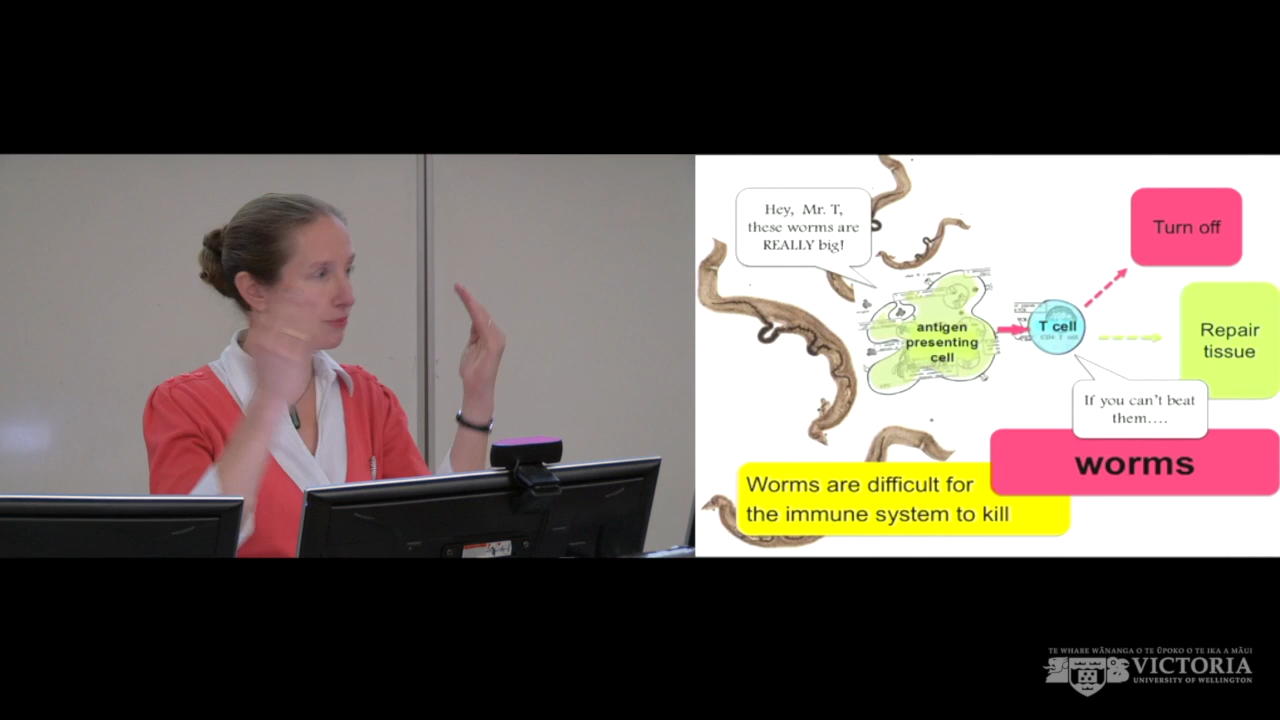 Hey, Mr. T,
these worms are
REALLY big!
Turn off
antigen
presenting
cell
T cell
Repair
tissue
If you can't beat
them....
worms
Worms are difficult for
the immune system to kill
TE WHARE WĀNANGA O TE ŪPOKO O TE IKA A MĀUI
VICTORIA
UNIVERSITY OF WELLINGTON